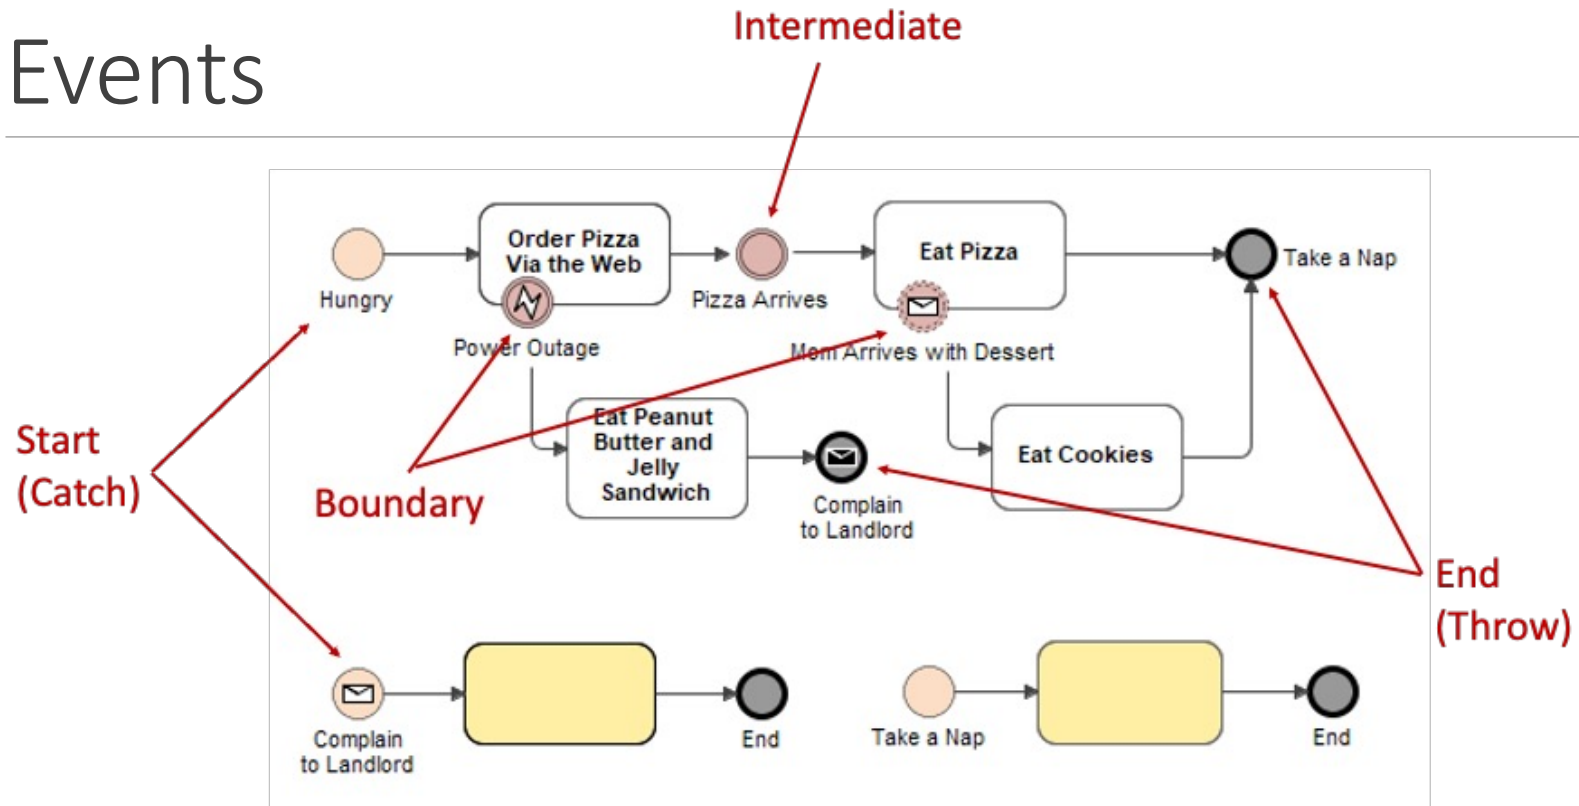 Events
Intermediate
Order Pizza
Via the Web
Eat Pizza
Take a Nap
Hungry
Pizza Arrives
Power Outage
Mom Arrives with Dessert
Start
(Catch)
Boundary
Eat Peanut
Butter and
Jelly
Sandwich
Eat Cookies
Complain
to Landlord
End
(Throw)
Complain
to Landlord
End
Take a Nap
End